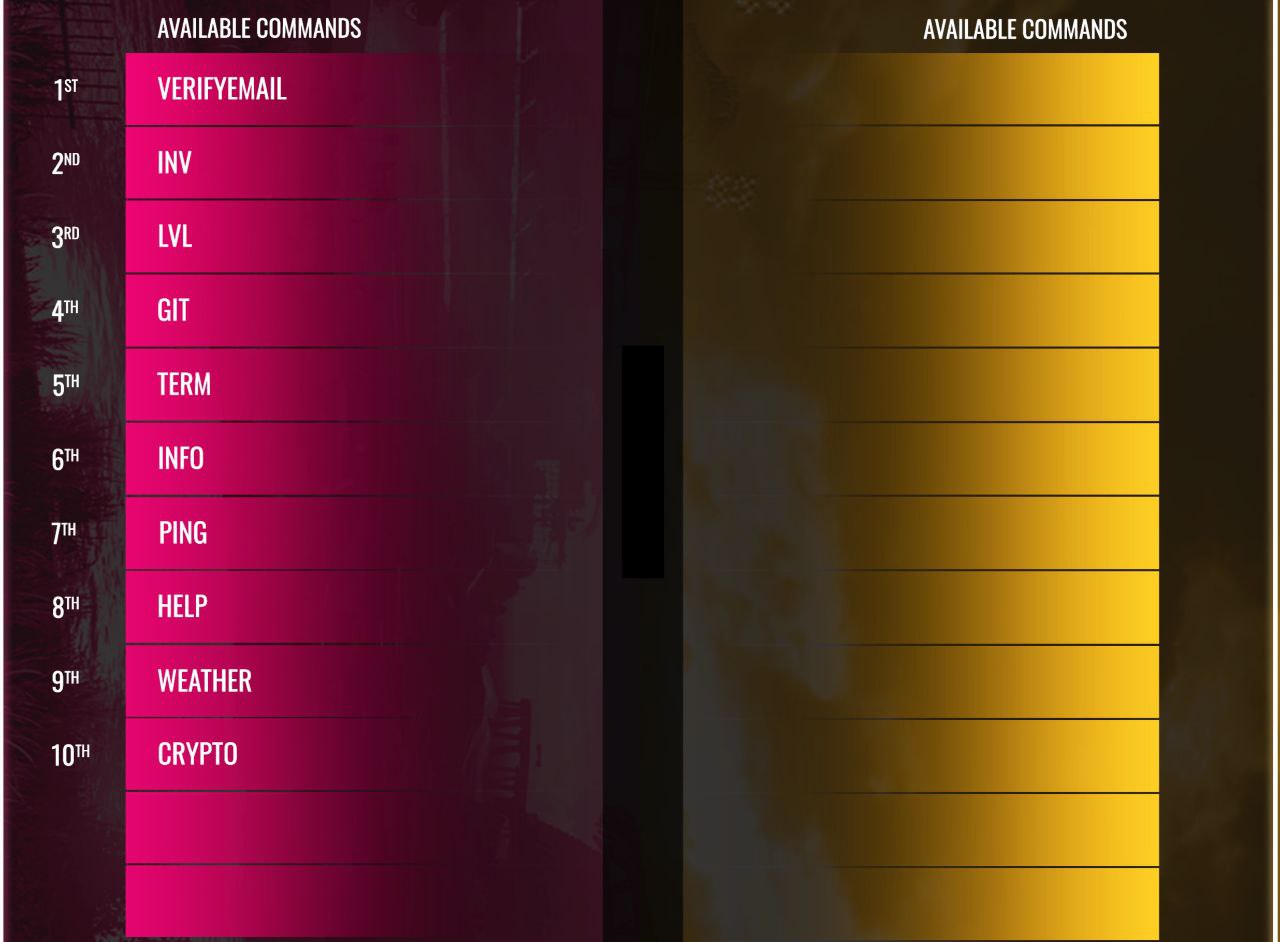 AVAILABLE COMMANDS AVAILABLE COMMANDS
1ST VERIFYEMAIL
2ND INV
3RD LVL
4TH GIT
5TH TERM
6TH INFO
7TH PING
8TH HELP
9TH WEATHER
10TH CRYPTO